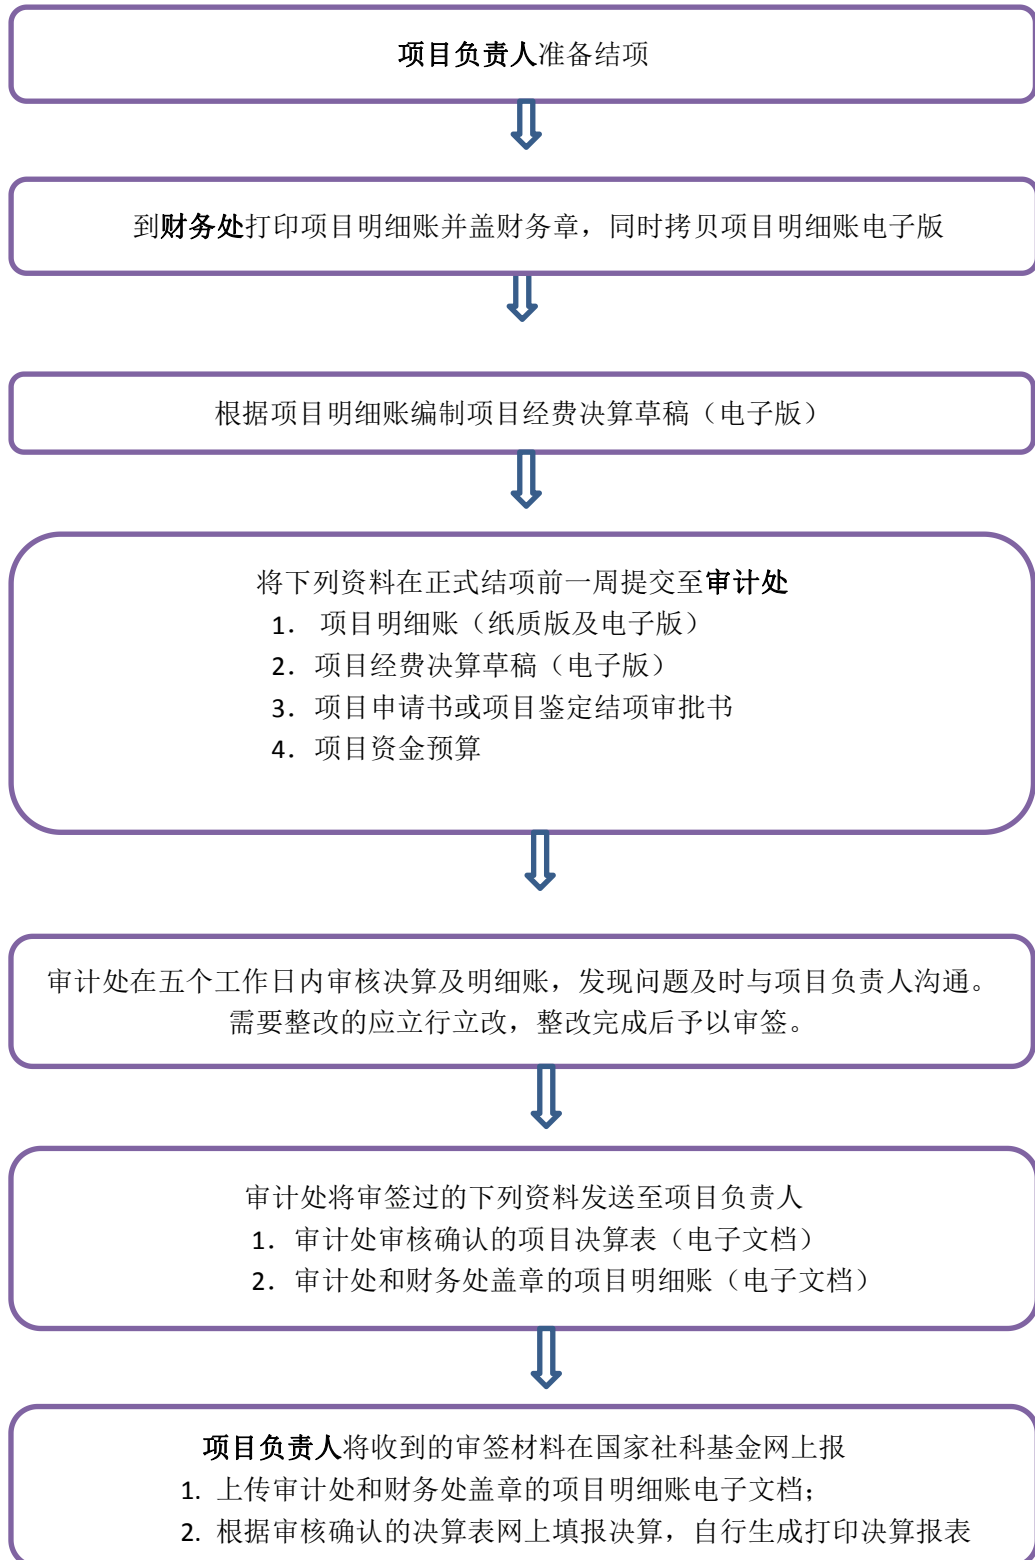 项目负责人准备结项
到财务处打印项目明细账并盖财务章，同时拷贝项目明细账电子版
根据项目明细账编制项目经费决算草稿（电子版）
将下列资料在正式结项前一周提交至审计处
1. 项目明细账（纸质版及电子版）
2. 项目经费决算草稿（电子版）
3. 项目申请书或项目鉴定结项审批书
4. 项目资金预算
审计处在五个工作日内审核决算及明细账，发现问题及时与项目负责人沟通。
需要整改的应立行立改，整改完成后予以审签。
审计处将审签过的下列资料发送至项目负责人
1. 审计处审核确认的项目决算表（电子文档）
2. 审计处和财务处盖章的项目明细账（电子文档）
项目负责人将收到的审签材料在国家社科基金网上报
1. 上传审计处和财务处盖章的项目明细账电子文档；
2. 根据审核确认的决算表网上填报决算，自行生成打印决算报表